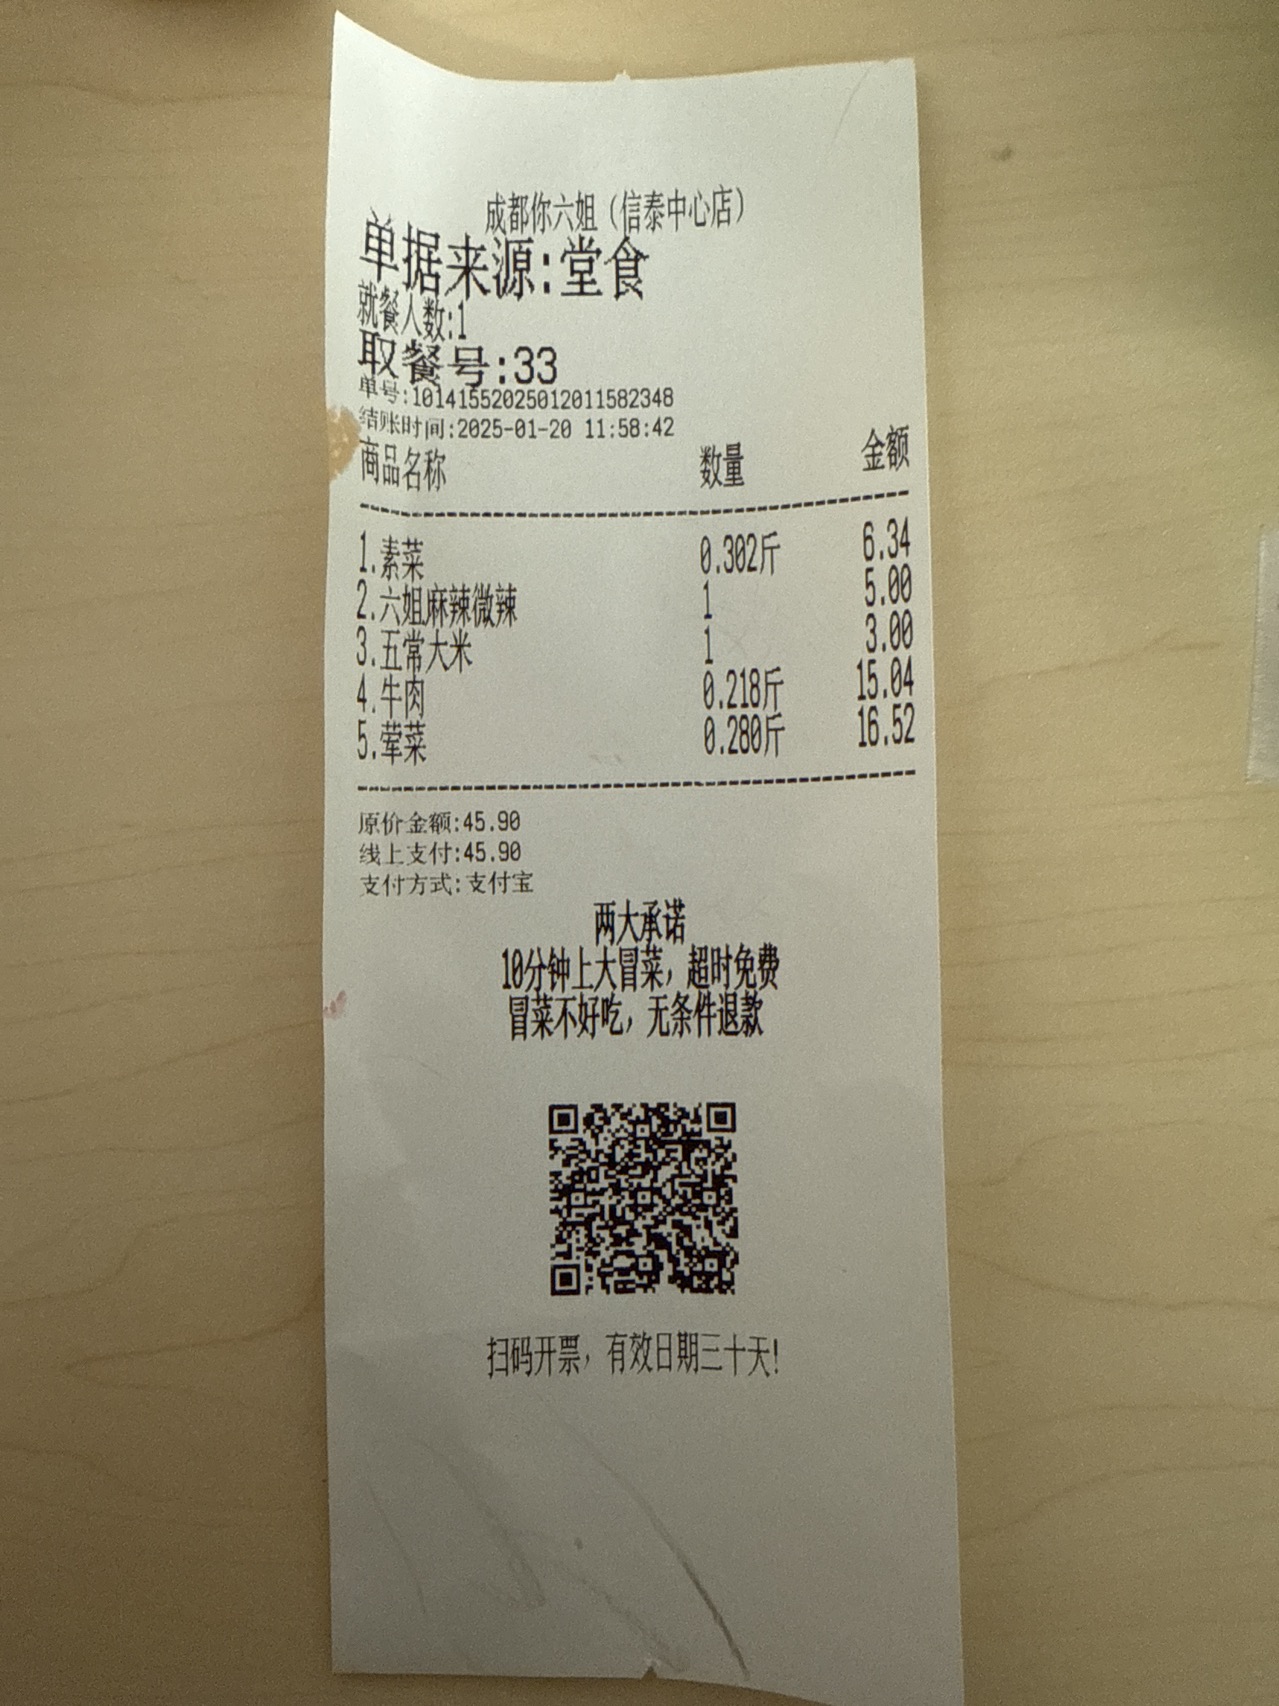 成都你六姐（信泰中心店）
单据来源:堂食
就餐人数:1
取餐号:33
单号:10141552025012011582348
结账时间:2025-01-20 11:58:42
商品名称 数量 金额
1.素菜 0.302斤 6.34
2.六姐麻辣微辣 1 5.00
3.五常大米 1 3.00
4.牛肉 0.218斤 15.04
5.荤菜 0.280斤 16.52
原价金额:45.90
线上支付:45.90
支付方式:支付宝
两大承诺
10分钟上大冒菜，超时免费
冒菜不好吃，无条件退款
扫码开票，有效日期三十天!